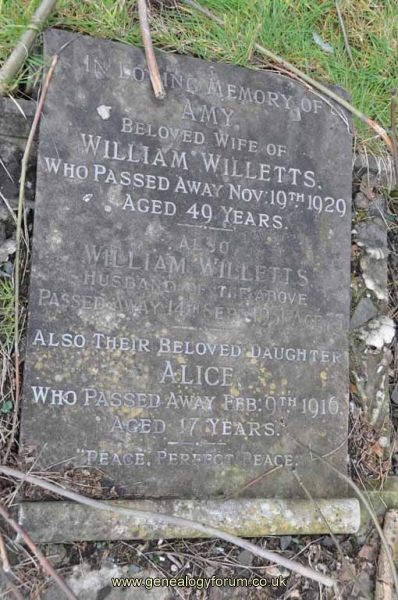 IN LOVING MEMORY OF
AMY,
BELOVED WIFE OF
WILLIAM WILLETTS,
WHO PASSED AWAY NOV: 19TH 1929
AGED 49 YEARS.
ALSO
WILLIAM WILLETTS
HUSBAND OF THE ABOVE
PASSED AWAY 14TH SEPT
ALSO THEIR BELOVED DAUGHTER
ALICE,
WHO PASSED AWAY FEB: 9TH 1916,
AGED 17 YEARS.
"PEACE, PERFECT PEACE."
www.genealogyforum.co.uk